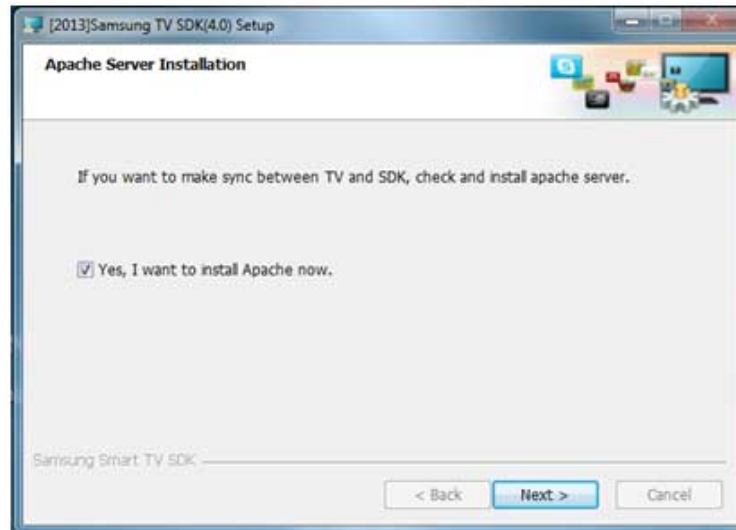 [2013]Samsung TV SDK(4.0) Setup
Apache Server Installation
If you want to make sync between TV and SDK, check and install apache server.
Yes, I want to install Apache now.
Samsung Smart TV SDK
< Back
Next >
Cancel